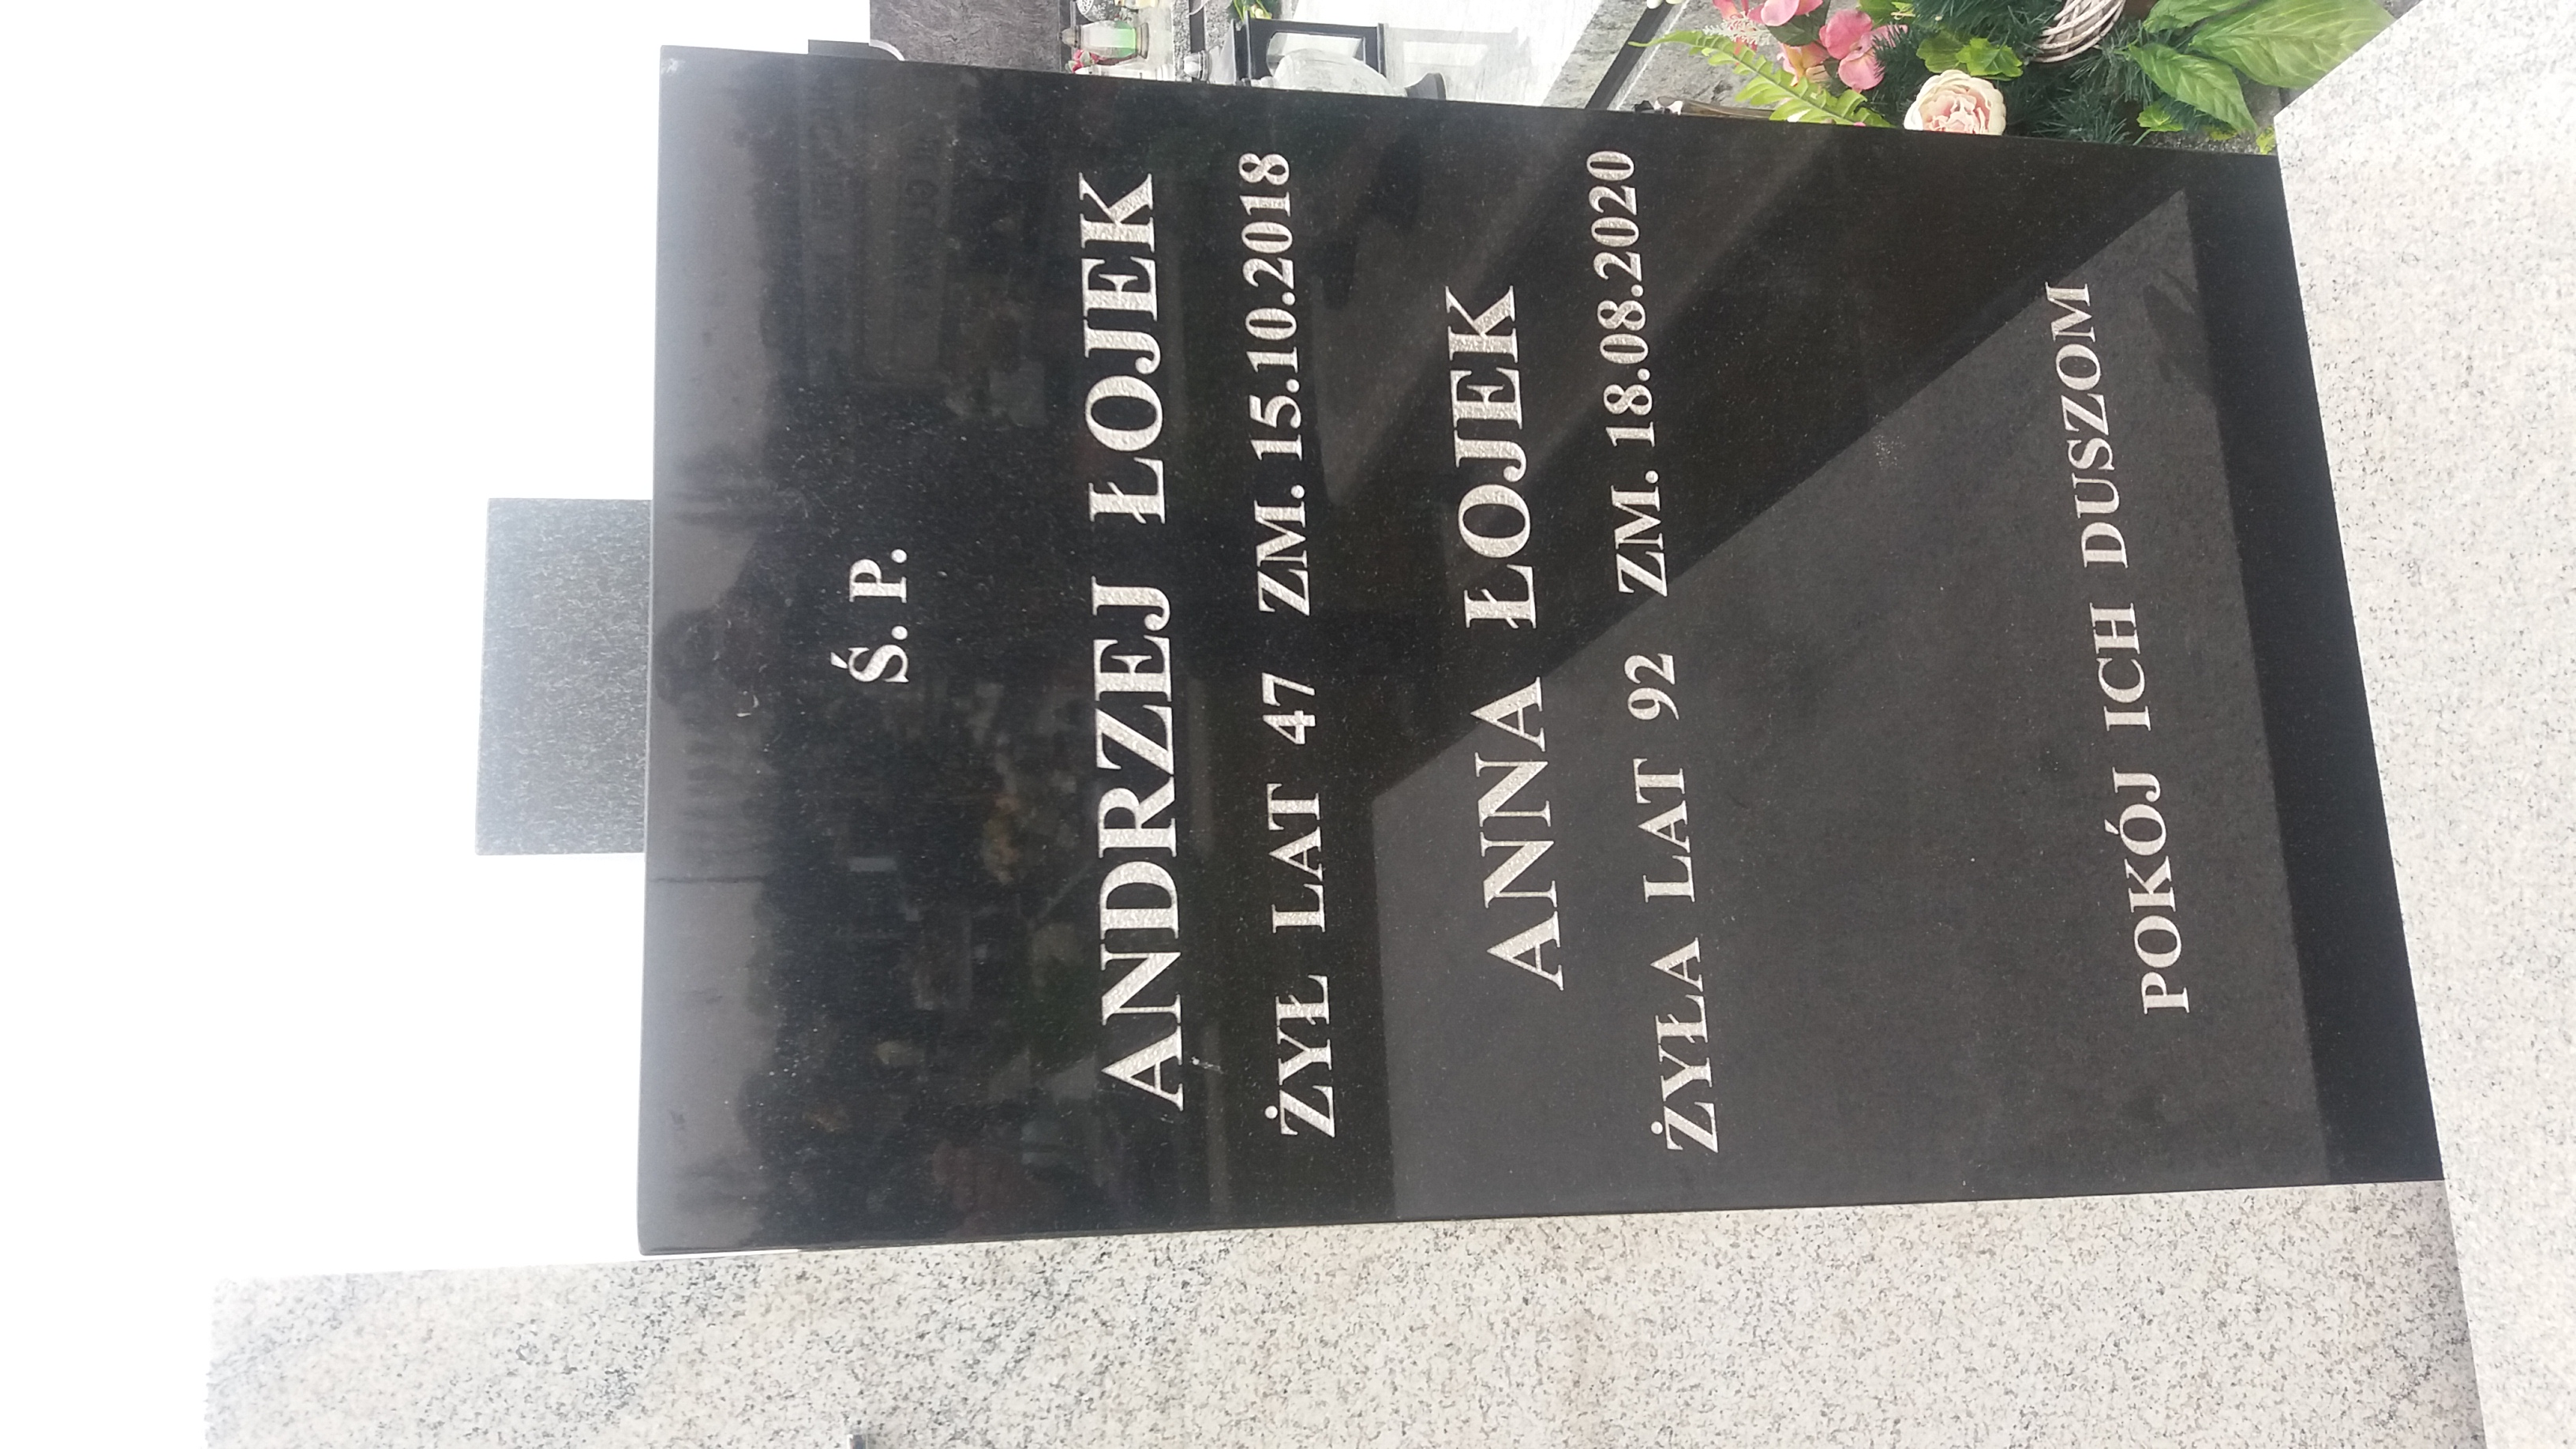 Ś. P.
ANDRZEJ ŁOJEK
ŻYŁ LAT 47 ZM. 15.10.2018
ANNA ŁOJEK
ŻYŁA LAT 92 ZM. 18.08.2020
POKÓJ ICH DUSZOM